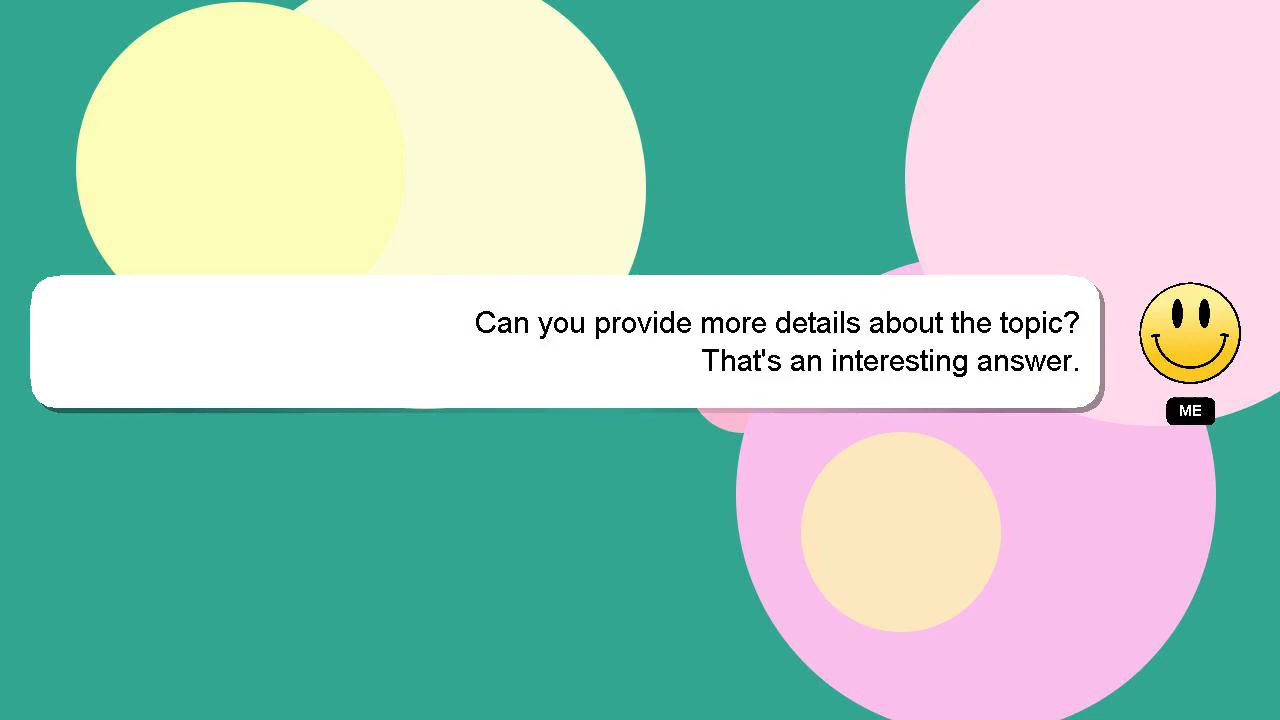 Can you provide more details about the topic?
That's an interesting answer.
ME